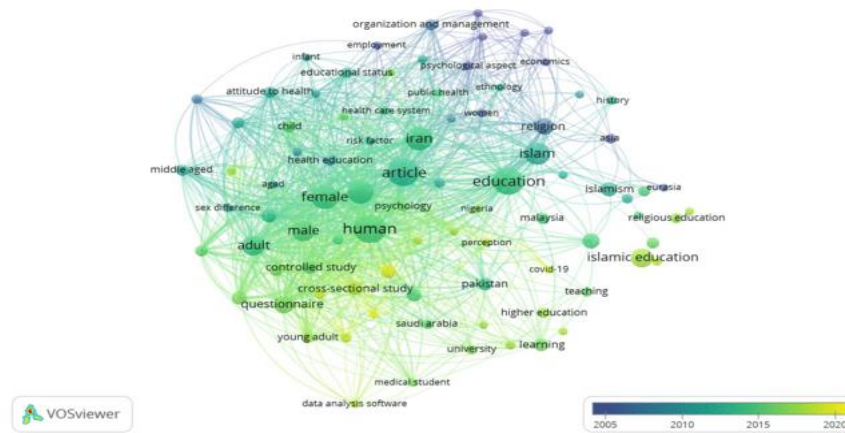 organization and management
employment
infant
psychological aspect
economics
educational status
attitude to health
public health
ethnology
history
health care system
women
child
religion
iran
asia
risk factor
islam
health education
middle aged
article
aged
education
islamism
eurasia
female
sex difference
psychology
nigeria
malaysia
religious education
male
human
adult
perception
islamic education
controlled study
covid-19
cross-sectional study
pakistan
teaching
questionnaire
higher education
saudi arabia
young adult
university
learning
medical student
data analysis software
VOSviewer
2005 2010 2015 2020